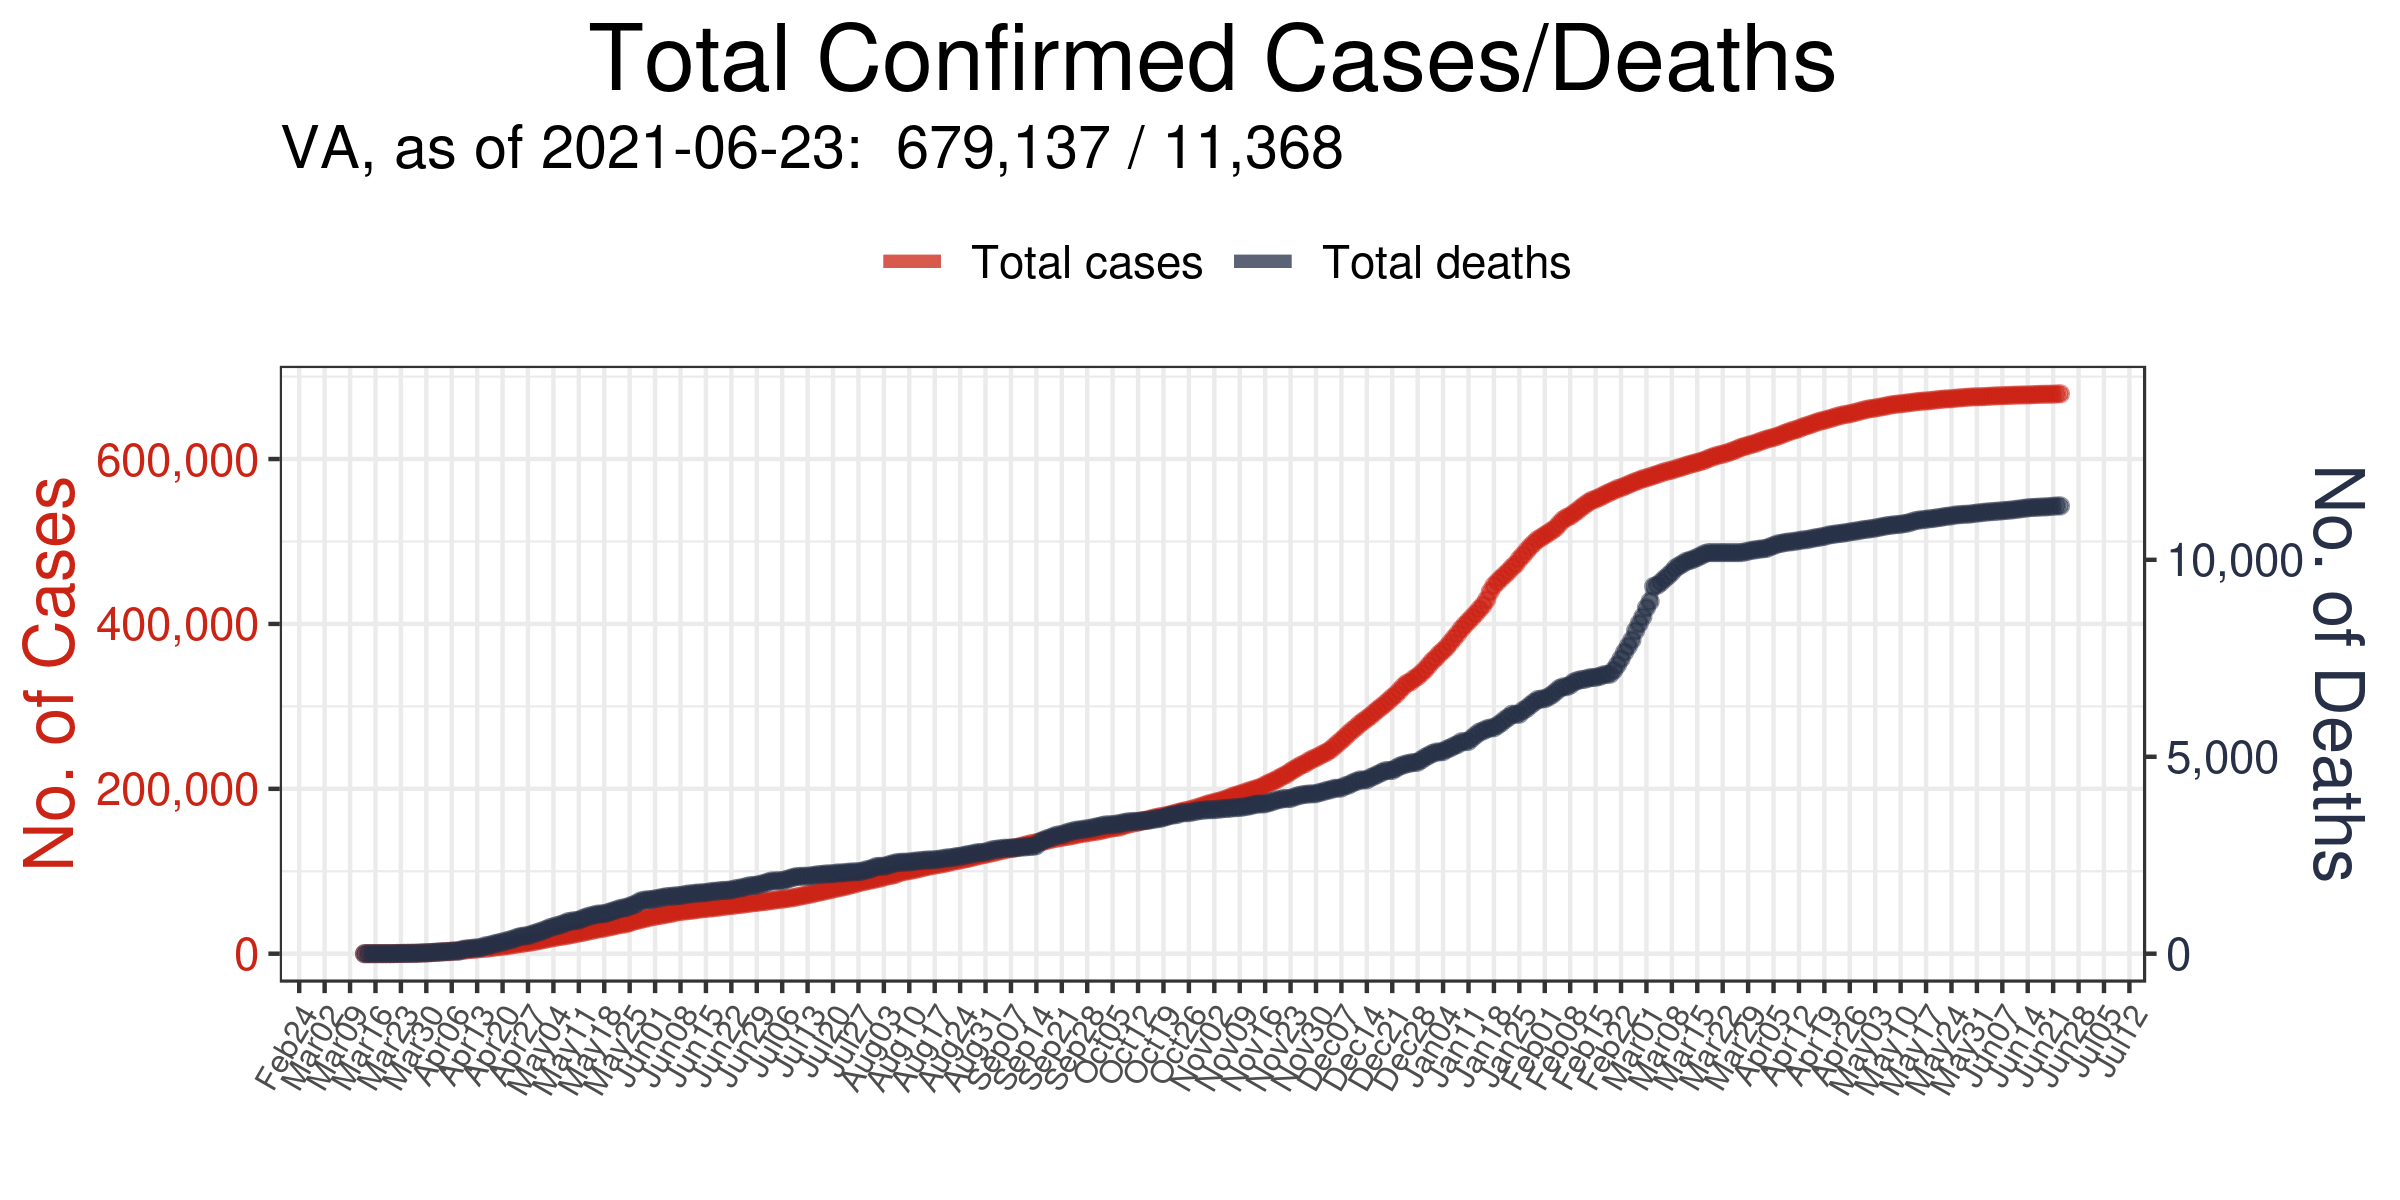 Total Confirmed Cases/Deaths
VA, as of 2021-06-23:  679,137 / 11,368
Total cases
Total deaths
No. of Cases
600,000
400,000
200,000
0
No. of Deaths
10,000
5,000
0
Feb24
Mar02
Mar09
Mar16
Mar23
Mar30
Apr06
Apr13
Apr20
Apr27
May04
May11
May18
May25
Jun01
Jun08
Jun15
Jun22
Jun29
Jul06
Jul13
Jul20
Jul27
Aug03
Aug10
Aug17
Aug24
Aug31
Sep07
Sep14
Sep21
Sep28
Oct05
Oct12
Oct19
Oct26
Nov02
Nov09
Nov16
Nov23
Nov30
Dec07
Dec14
Dec21
Dec28
Jan04
Jan11
Jan18
Jan25
Feb01
Feb08
Feb15
Feb22
Mar01
Mar08
Mar15
Mar22
Mar29
Apr05
Apr12
Apr19
Apr26
May03
May10
May17
May24
May31
Jun07
Jun14
Jun21
Jun28
Jul05
Jul12